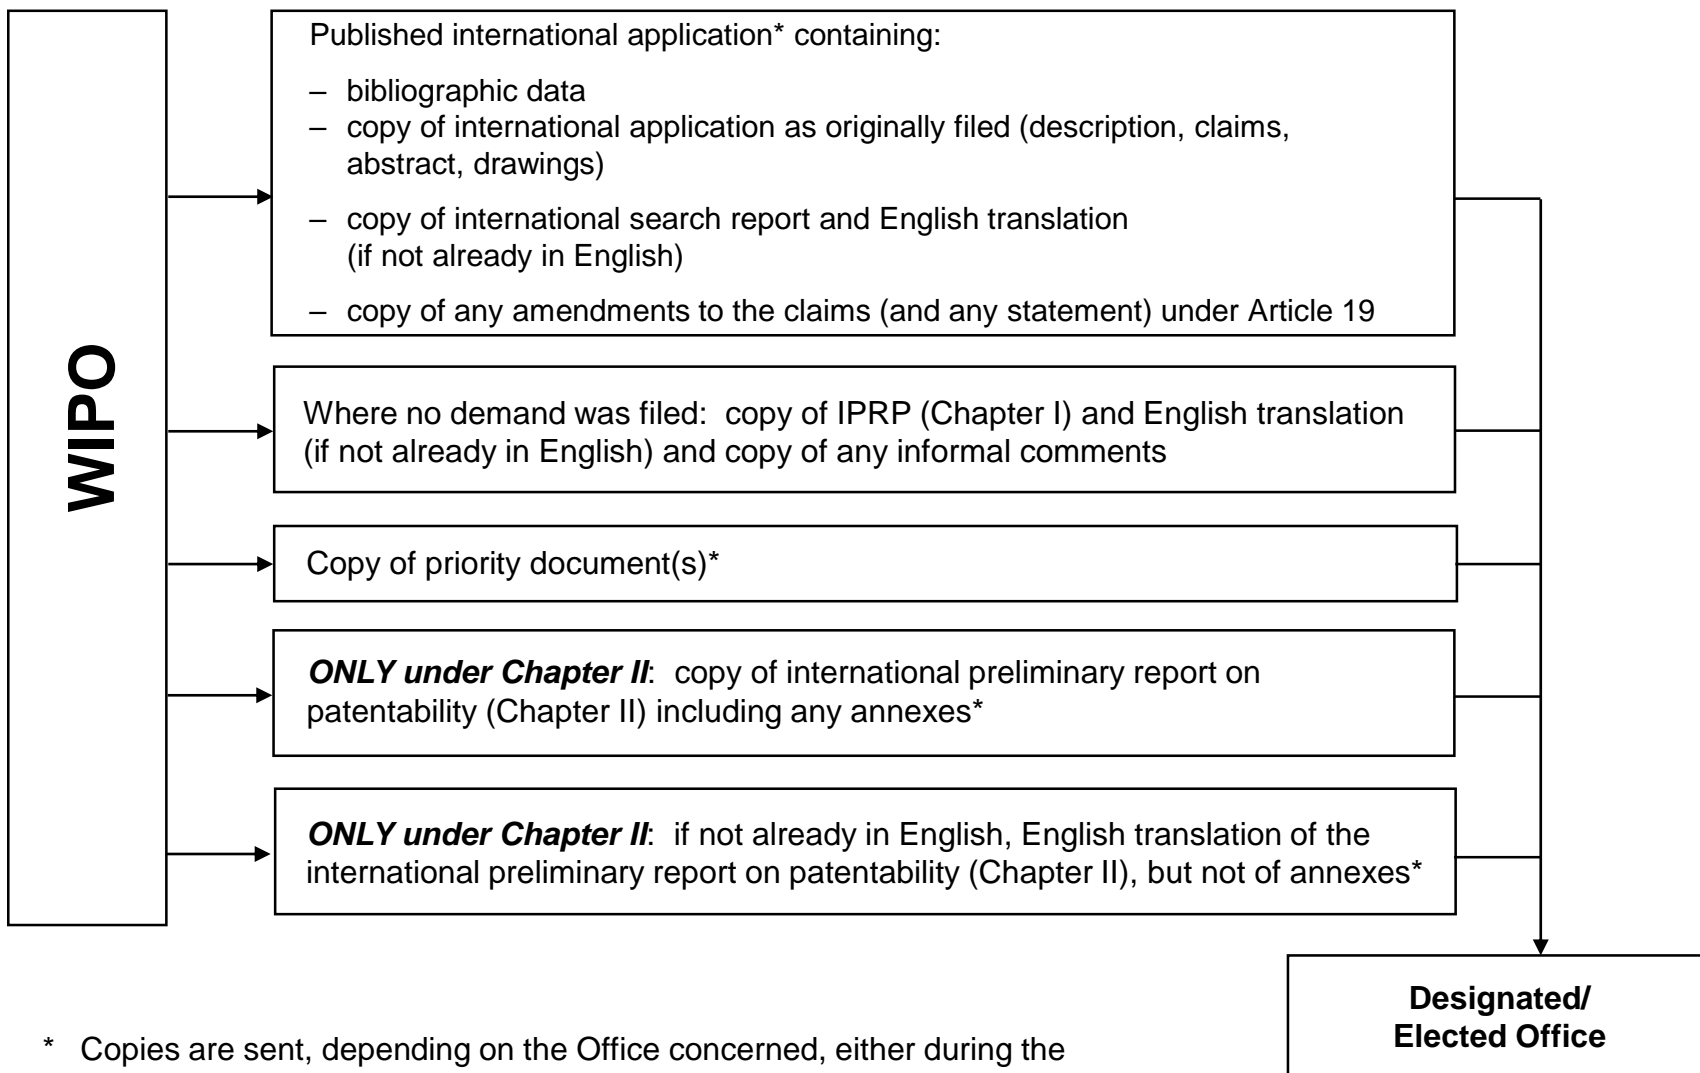 WIPO
Published international application* containing:
– bibliographic data
– copy of international application as originally filed (description, claims,
abstract, drawings)
– copy of international search report and English translation
(if not already in English)
– copy of any amendments to the claims (and any statement) under Article 19
Where no demand was filed: copy of IPRP (Chapter I) and English translation
(if not already in English) and copy of any informal comments
Copy of priority document(s)*
ONLY under Chapter II: copy of international preliminary report on
patentability (Chapter II) including any annexes*
ONLY under Chapter II: if not already in English, English translation of the
international preliminary report on patentability (Chapter II), but not of annexes*
Designated/
Elected Office
* Copies are sent, depending on the Office concerned, either during the